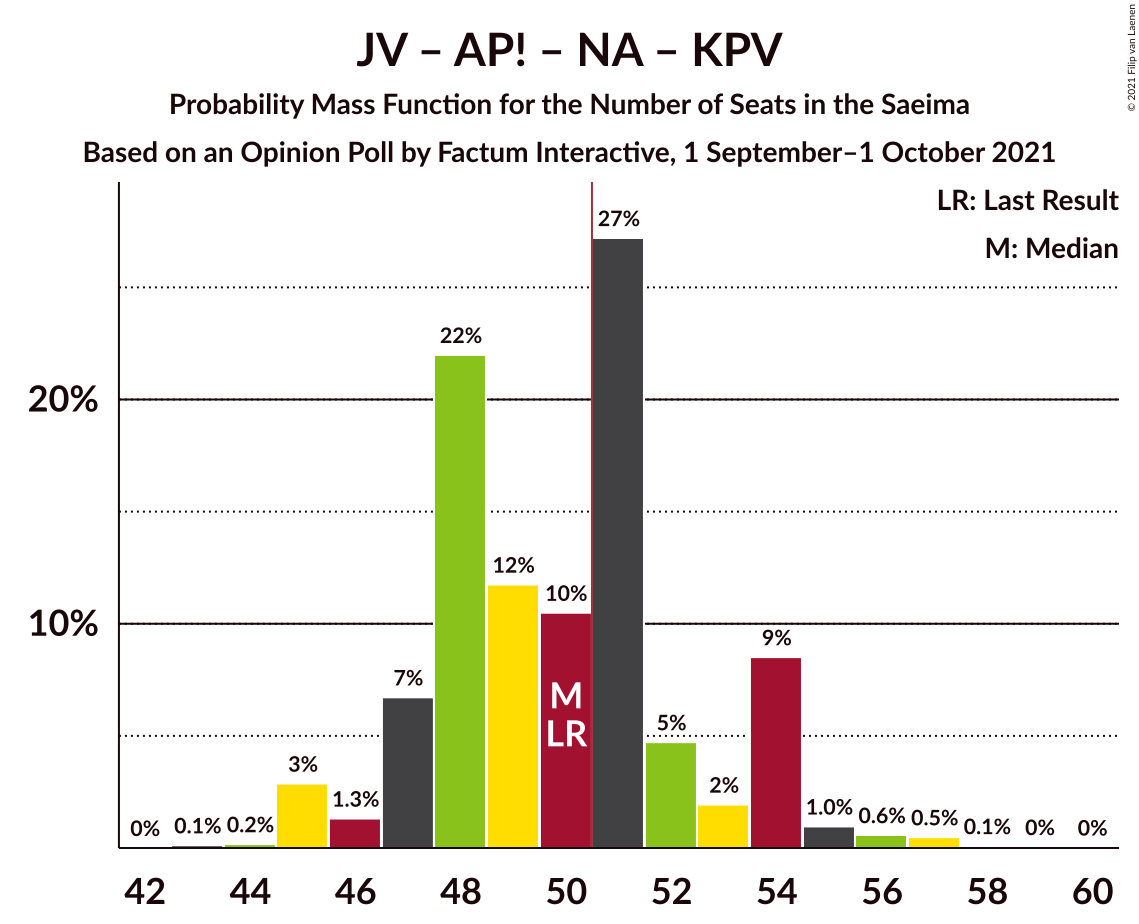 JV – AP! – NA – KPV
Probability Mass Function for the Number of Seats in the Saeima
Based on an Opinion Poll by Factum Interactive, 1 September–1 October 2021
© 2021 Filip van Laenen
LR: Last Result
M: Median
20%
10%
0%
0.1%
0.2%
3%
1.3%
7%
22%
12%
10%
27%
5%
2%
9%
1.0%
0.6%
0.5%
0.1%
0%
0%
M
LR
42 44 46 48 50 52 54 56 58 60